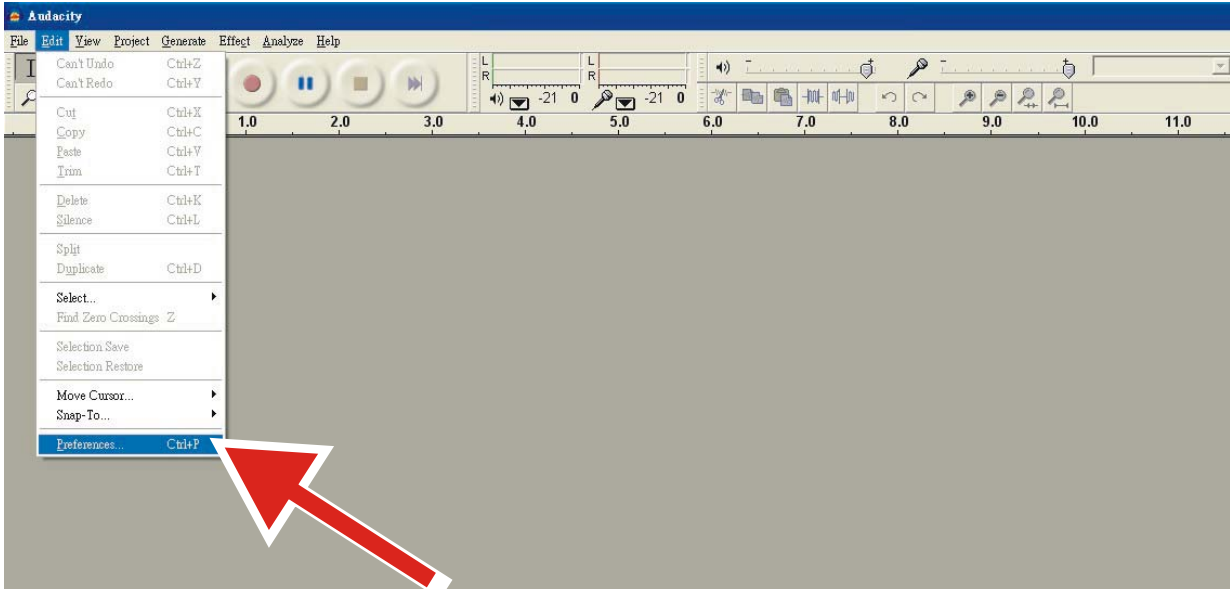 Audacity
File Edit View Project Generate Effect Analyze Help
Can't Undo Ctrl+Z
Can't Redo Ctrl+Y
Cut Ctrl+X
Copy Ctrl+C
Paste Ctrl+V
Trim Ctrl+T
Delete Ctrl+K
Silence Ctrl+L
Split
Duplicate Ctrl+D
Select...
Find Zero Crossings Z
Selection Save
Selection Restore
Move Cursor...
Snap-To...
Preferences... Ctrl+P
L L
R R
-21 0 -21 0
1.0 2.0 3.0 4.0 5.0 6.0 7.0 8.0 9.0 10.0 11.0